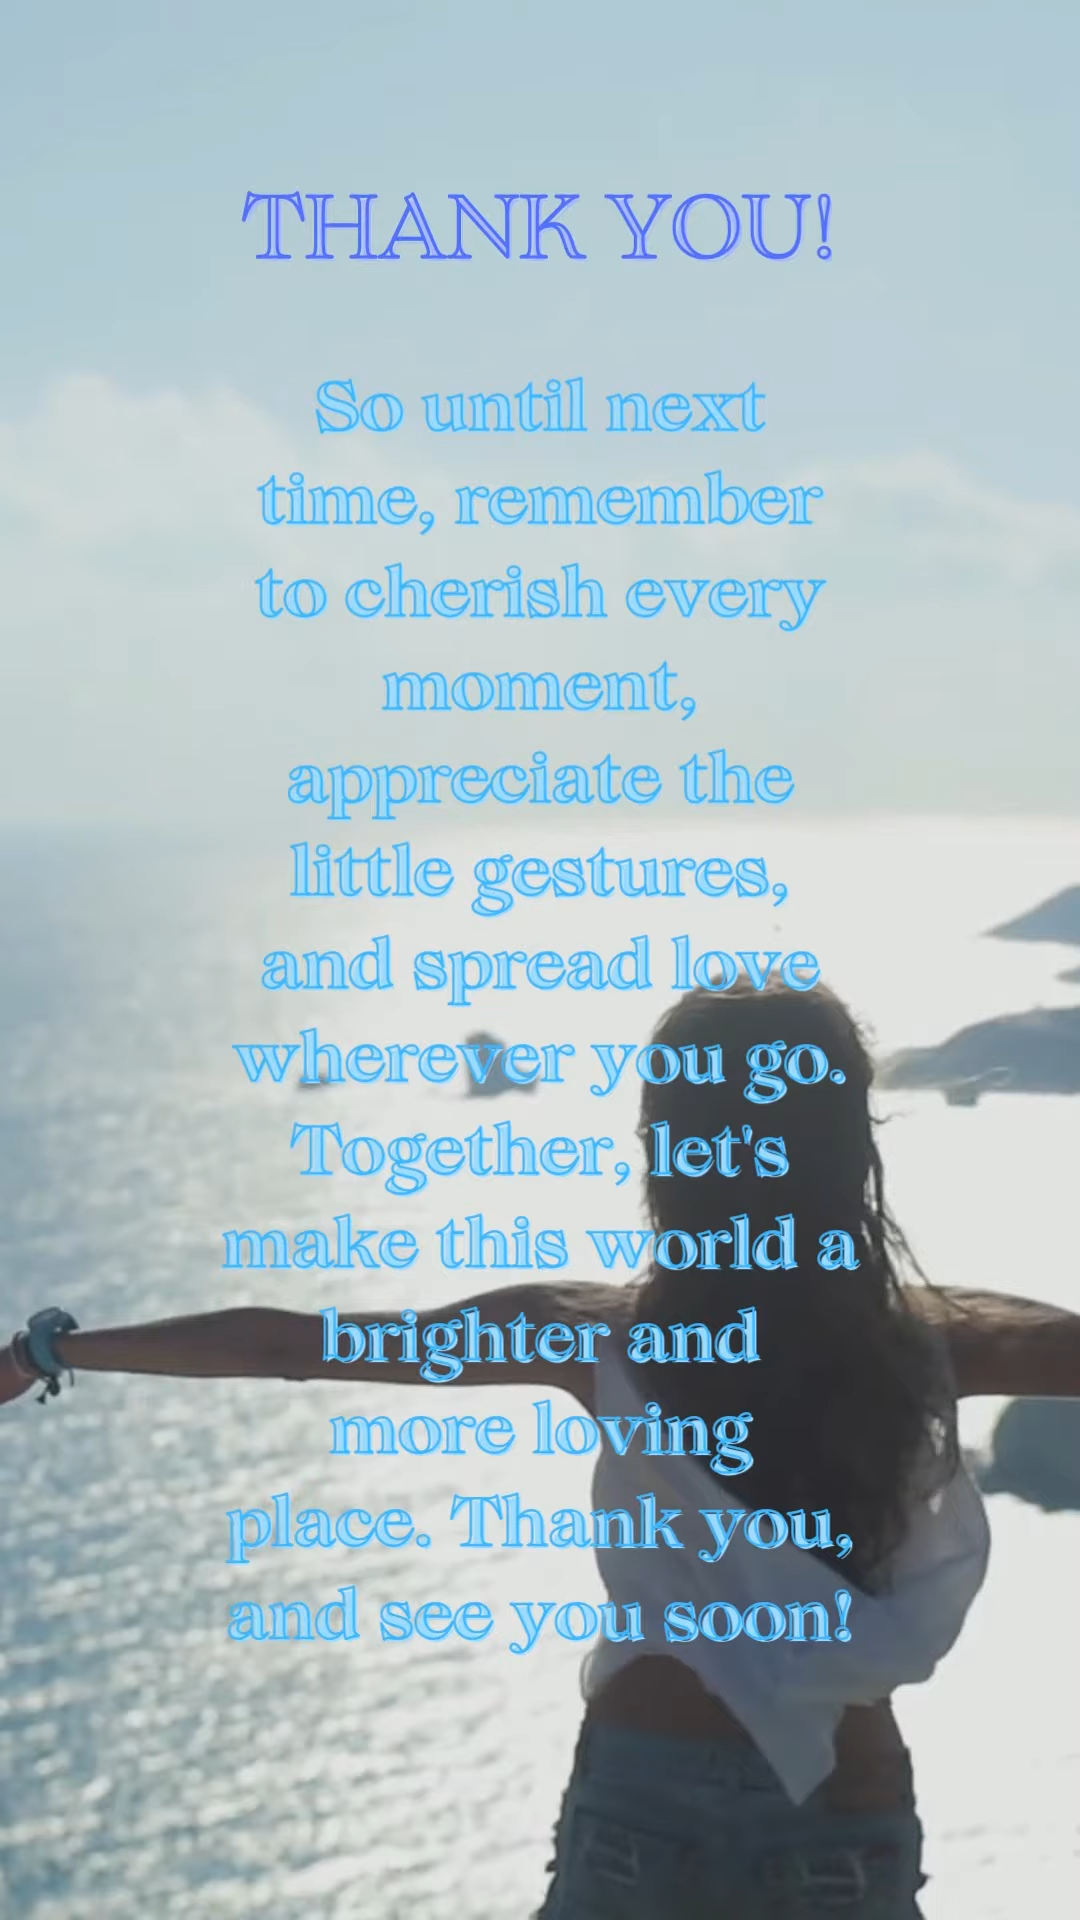 THANK YOU!
So until next
time, remember
to cherish every
moment,
appreciate the
little gestures,
and spread love
wherever you go.
Together, let's
make this world a
brighter and
more loving
place. Thank you,
and see you soon!